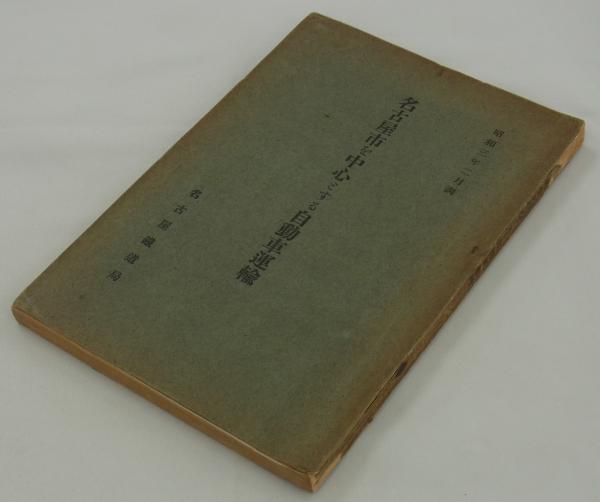 昭和三年二月調
名古屋市を中心とする自動車運輸
名古屋鐵道局